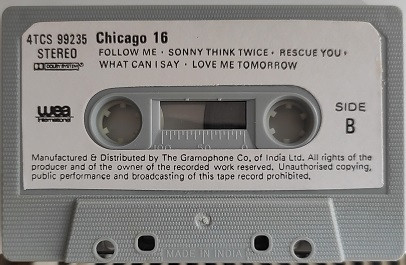 4TCS 99235 Chicago 16
STEREO FOLLOW ME · SONNY THINK TWICE · RESCUE YOU ·
DOLBY SYSTEM WHAT CAN I SAY · LOVE ME TOMORROW
wea
international
SIDE
B
100 50 0
Manufactured & Distributed by The Gramophone Co. of India Ltd. All rights of the
producer and of the owner of the recorded work reserved. Unauthorised copying,
public performance and broadcasting of this tape record prohibited.
MADE IN INDIA